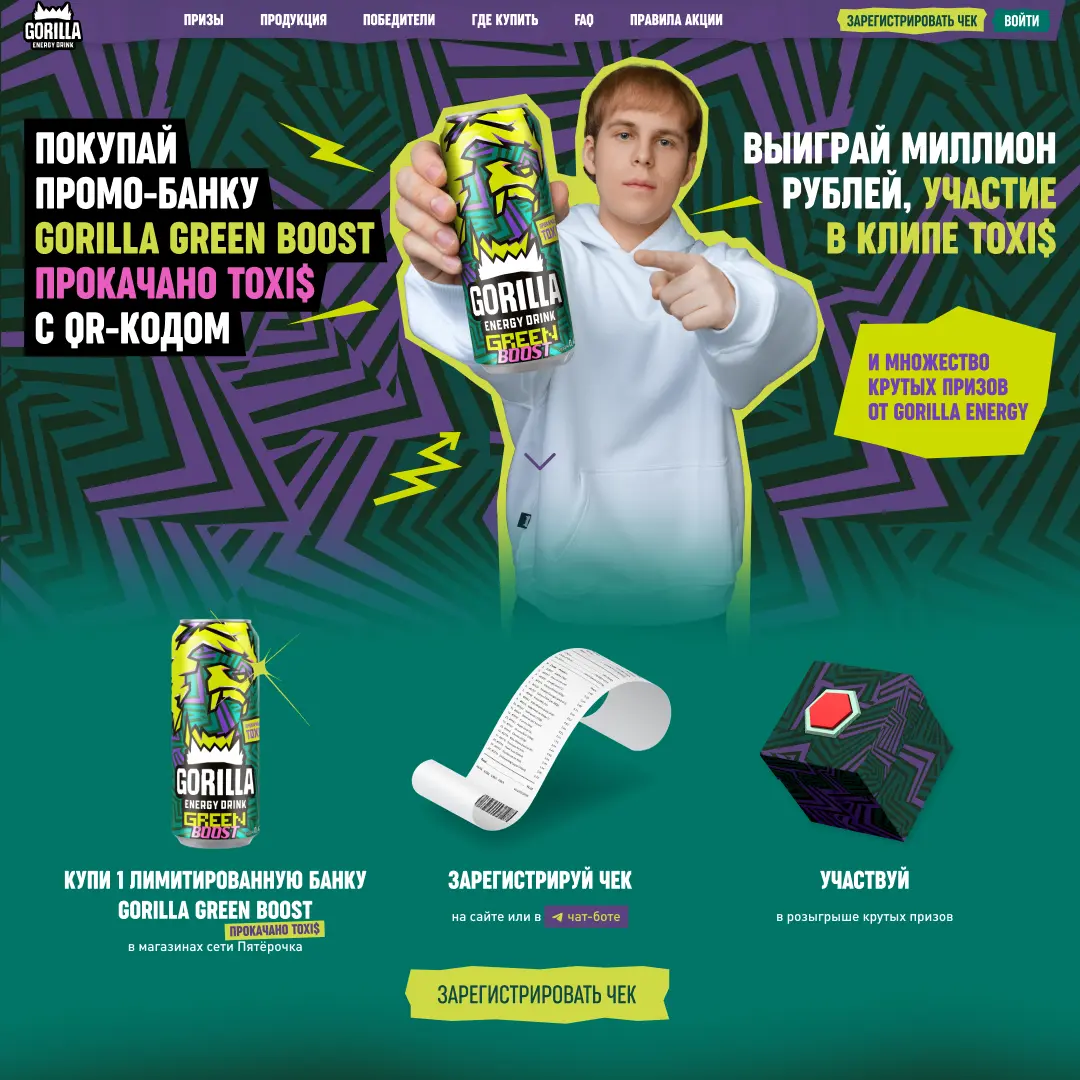 GORILLA
ENERGY DRINK
ПРИЗЫ
ПРОДУКЦИЯ
ПОБЕДИТЕЛИ
ГДЕ КУПИТЬ
FAQ
ПРАВИЛА АКЦИИ
ЗАРЕГИСТРИРОВАТЬ ЧЕК
ВОЙТИ
ПОКУПАЙ
ПРОМО-БАНКУ
GORILLA GREEN BOOST
ПРОКАЧАНО TOXI$
С QR-КОДОМ
GORILLA
ENERGY DRINK
GREEN
BOOST
ВЫИГРАЙ МИЛЛИОН
РУБЛЕЙ, УЧАСТИЕ
В КЛИПЕ TOXI$
И МНОЖЕСТВО
КРУТЫХ ПРИЗОВ
ОТ GORILLA ENERGY
GORILLA
ENERGY DRINK
GREEN
BOOST
КУПИ 1 ЛИМИТИРОВАННУЮ БАНКУ
GORILLA GREEN BOOST
ПРОКАЧАНО TOXI$
в магазинах сети Пятёрочка
ЗАРЕГИСТРИРУЙ ЧЕК
на сайте или в чат-боте
УЧАСТВУЙ
в розыгрыше крутых призов
ЗАРЕГИСТРИРОВАТЬ ЧЕК